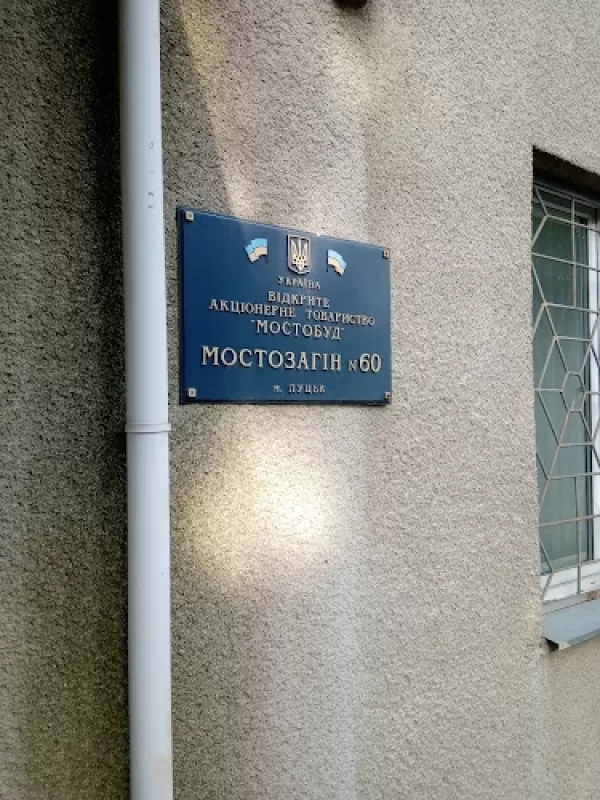 УКРАЇНА
ВІДКРИТЕ
АКЦІОНЕРНЕ ТОВАРИСТВО
"МОСТОБУД"
МОСТОЗАГІН №60
м. ЛУЦЬК